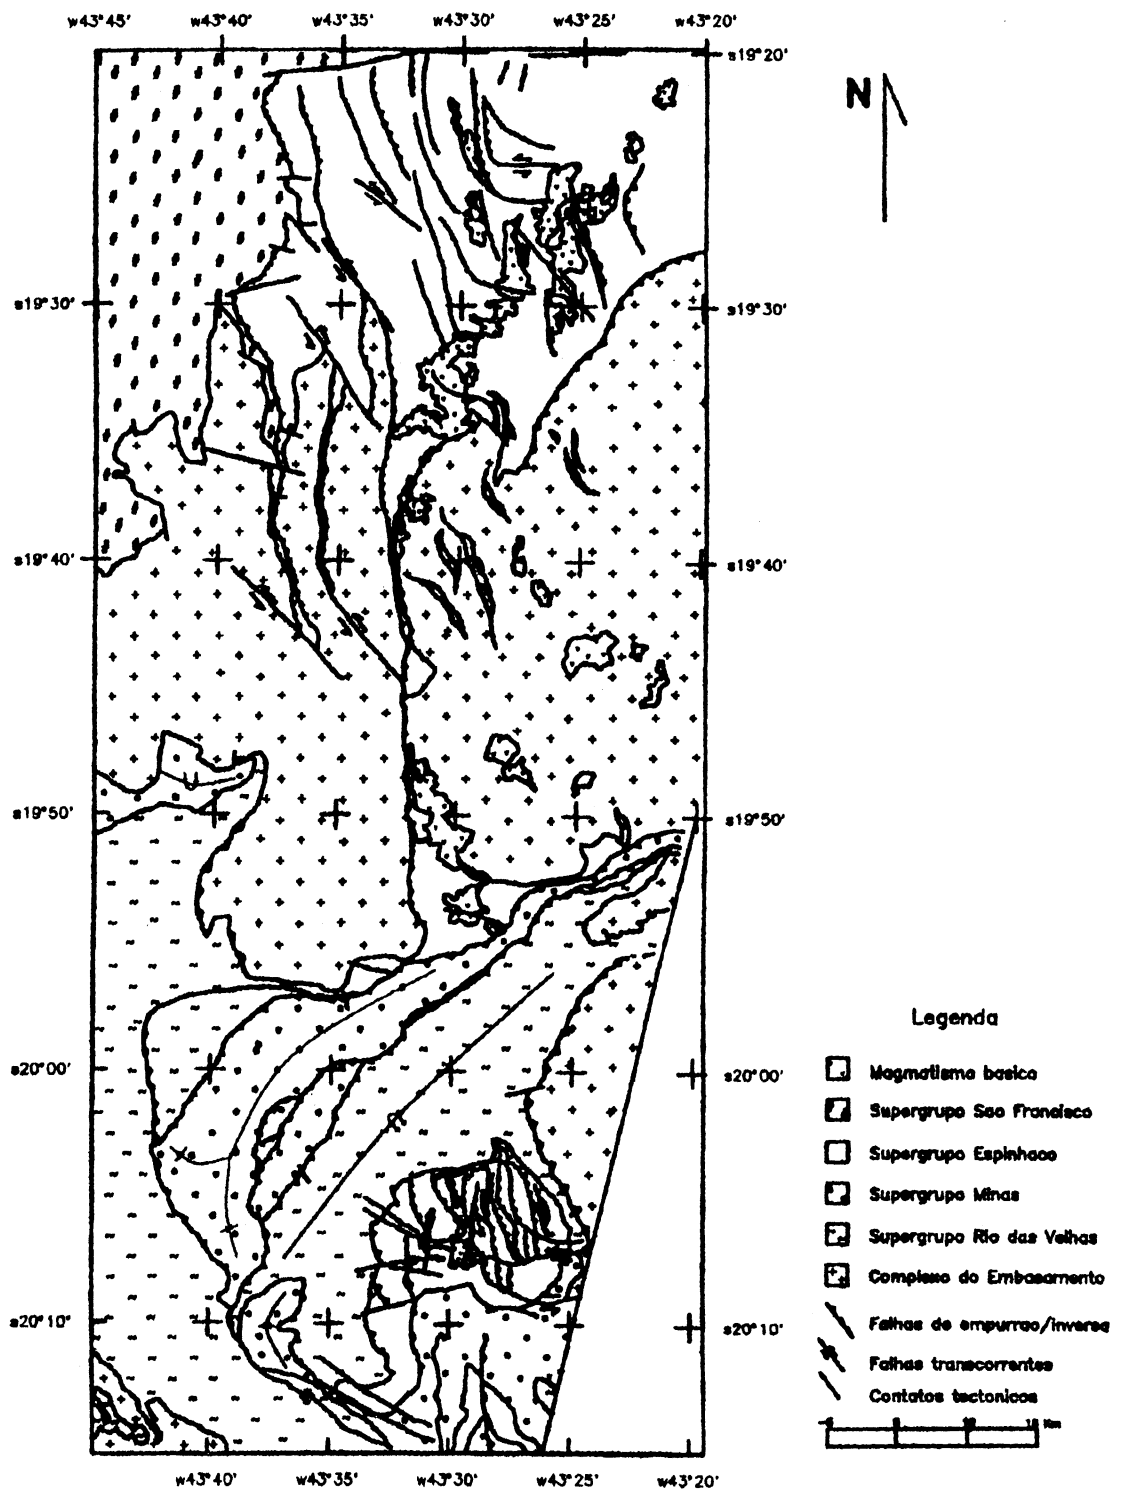 w43°45' w43°40' w43°35' w43°30' w43°25' w43°20'
s19°20'
N
s19°30' s19°30'
s19°40' s19°40'
s19°50' s19°50'
s20°00' s20°00'
s20°10' s20°10'
Legenda
Magmatismo basico
Supergrupo Sao Francisco
Supergrupo Espinhaco
Supergrupo Minas
Supergrupo Rio das Velhas
Complexo do Embasamento
Falhas de empurrao/inversa
Falhas transcorrentes
Contatos tectonicos
Km
w43°40' w43°35' w43°30' w43°25' w43°20'